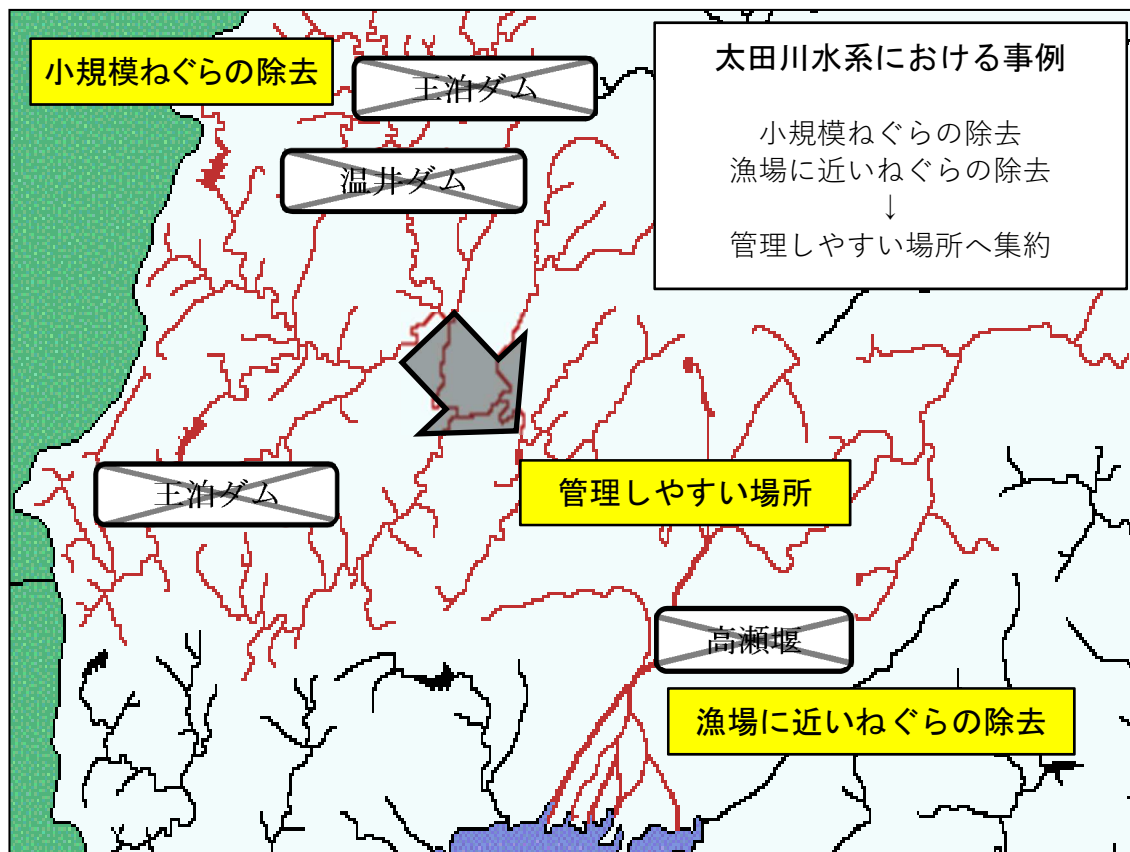 小規模ねぐらの除去
王泊ダム
温井ダム
太田川水系における事例
小規模ねぐらの除去
漁場に近いねぐらの除去
↓
管理しやすい場所へ集約
王泊ダム
管理しやすい場所
高瀬堰
漁場に近いねぐらの除去